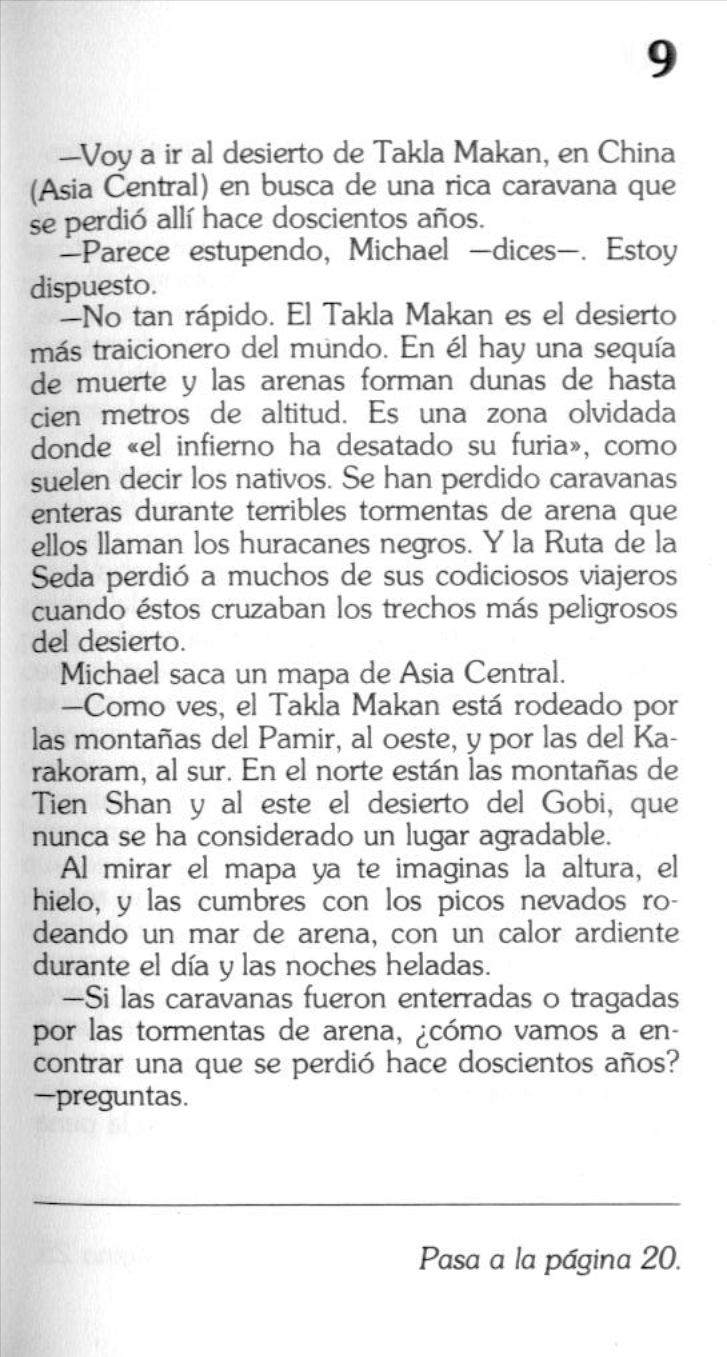 9
—Voy a ir al desierto de Takla Makan, en China
(Asia Central) en busca de una rica caravana que
se perdió allí hace doscientos años.
—Parece estupendo, Michael —dices—. Estoy
dispuesto.
—No tan rápido. El Takla Makan es el desierto
más traicionero del mundo. En él hay una sequía
de muerte y las arenas forman dunas de hasta
cien metros de altitud. Es una zona olvidada
donde «el infierno ha desatado su furia», como
suelen decir los nativos. Se han perdido caravanas
enteras durante terribles tormentas de arena que
ellos llaman los huracanes negros. Y la Ruta de la
Seda perdió a muchos de sus codiciosos viajeros
cuando éstos cruzaban los trechos más peligrosos
del desierto.
Michael saca un mapa de Asia Central.
—Como ves, el Takla Makan está rodeado por
las montañas del Pamir, al oeste, y por las del Ka-
rakoram, al sur. En el norte están las montañas de
Tien Shan y al este el desierto del Gobi, que
nunca se ha considerado un lugar agradable.
Al mirar el mapa ya te imaginas la altura, el
hielo, y las cumbres con los picos nevados ro-
deando un mar de arena, con un calor ardiente
durante el día y las noches heladas.
—Si las caravanas fueron enterradas o tragadas
por las tormentas de arena, ¿cómo vamos a en-
contrar una que se perdió hace doscientos años?
—preguntas.
Pasa a la página 20.